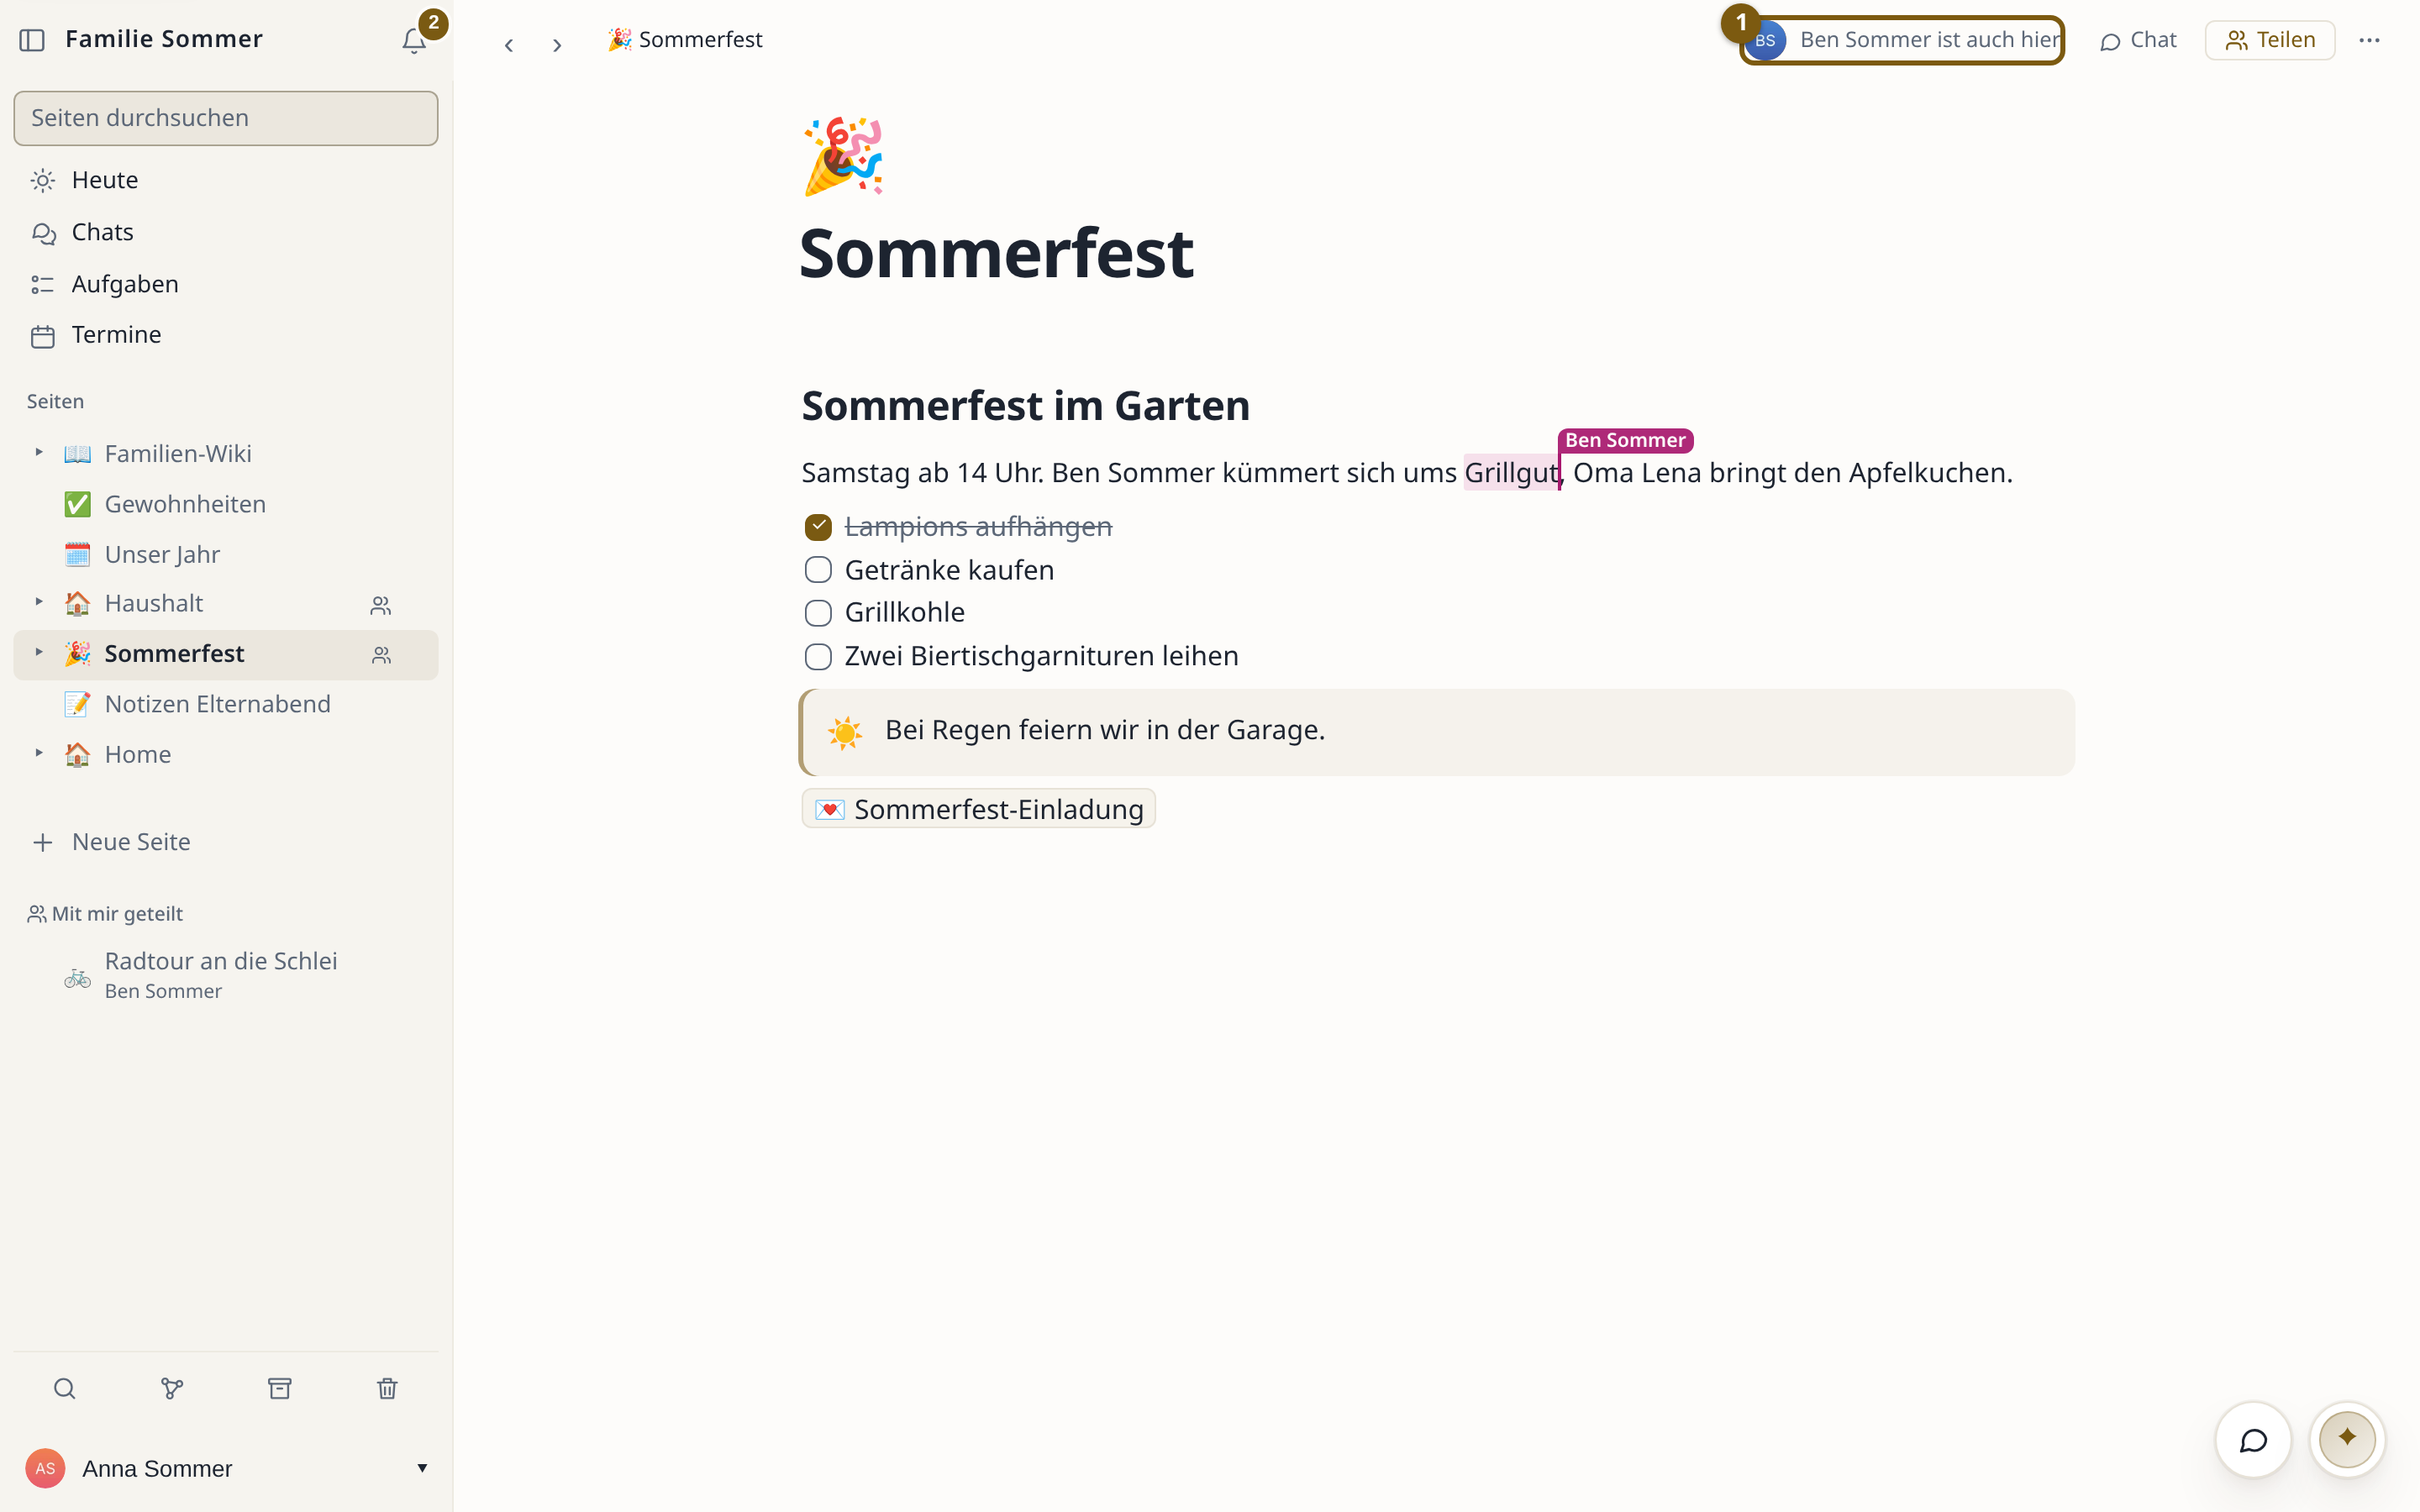 Familie Sommer
2
Seiten durchsuchen
Heute
Chats
Aufgaben
Termine
Seiten
Familien-Wiki
Gewohnheiten
Unser Jahr
Haushalt
Sommerfest
Notizen Elternabend
Home
Neue Seite
Mit mir geteilt
Radtour an die Schlei
Ben Sommer
AS Anna Sommer
Sommerfest
1
BS Ben Sommer ist auch hier
Chat
Teilen
Sommerfest
Sommerfest im Garten
Ben Sommer
Samstag ab 14 Uhr. Ben Sommer kümmert sich ums Grillgut, Oma Lena bringt den Apfelkuchen.
Lampions aufhängen
Getränke kaufen
Grillkohle
Zwei Biertischgarnituren leihen
Bei Regen feiern wir in der Garage.
Sommerfest-Einladung